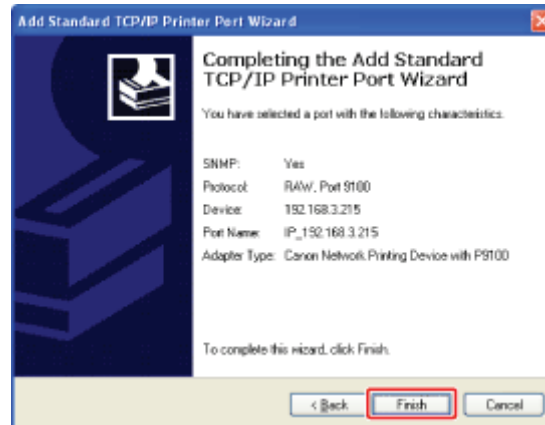 Add Standard TCP/IP Printer Port Wizard
Completing the Add Standard
TCP/IP Printer Port Wizard
You have selected a port with the following characteristics.
SNMP: Yes
Protocol: RAW, Port 9100
Device: 192.168.3.215
Port Name: IP_192.168.3.215
Adapter Type: Canon Network Printing Device with P9100
To complete this wizard, click Finish.
< Back Finish Cancel